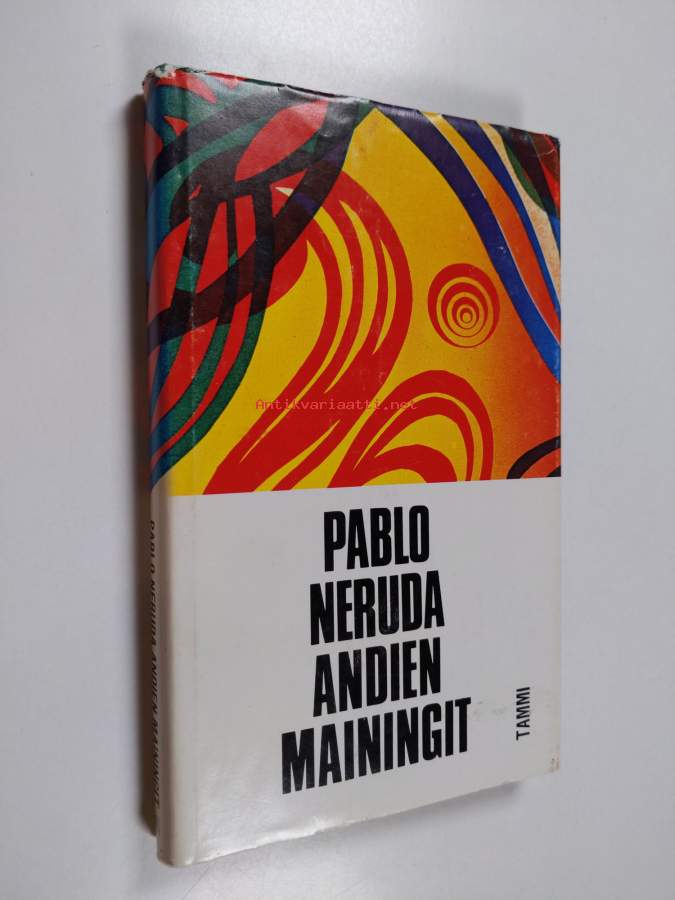 Antikvariaatti.net
PABLO
NERUDA
ANDIEN
MAININGIT
TAMMI
PABLO NERUDA ANDIEN MAININGIT